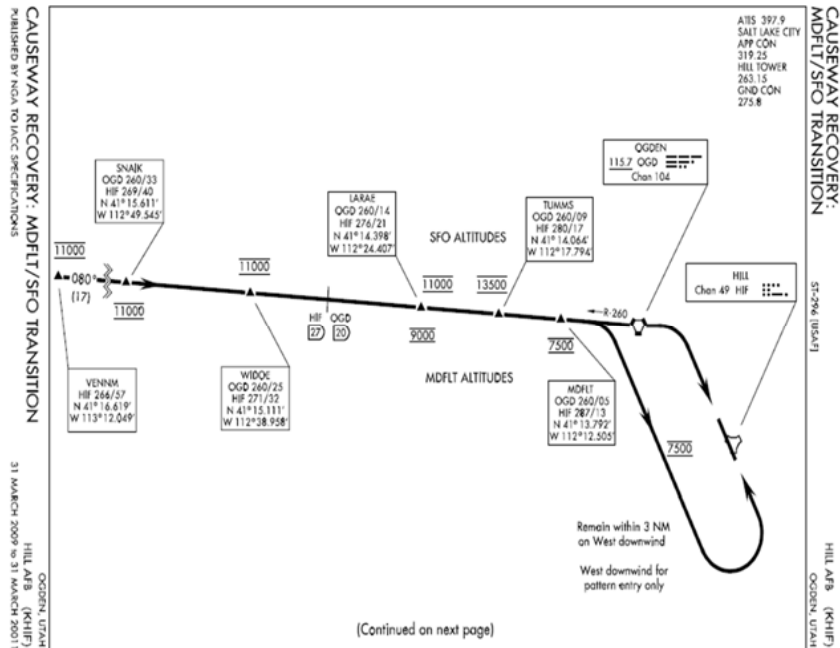 CAUSEWAY RECOVERY: MDFLT/SFO TRANSITION
PUBLISHED BY NGA TO IACC SPECIFICATIONS
31 MARCH 2009 to 31 MARCH 20011
OGDEN, UTAH
HILL AFB (KHIF)
CAUSEWAY RECOVERY:
MDFLT/SFO TRANSITION
ST-296 [USAF]
HILL AFB (KHIF)
OGDEN, UTAH
ATIS 397.9
SALT LAKE CITY
APP CON
319.25
HILL TOWER
263.15
GND CON
275.8
OGDEN
115.7 OGD
Chan 104
SNAJK
OGD 260/33
HIF 269/40
N 41°15.611'
W 112°49.545'
LARAE
OGD 260/14
HIF 276/21
N 41°14.398'
W 112°24.407'
TUMMS
OGD 260/09
HIF 280/17
N 41°14.064'
W 112°17.794'
SFO ALTITUDES
HILL
Chan 49 HIF
11000
11000
11000
13500
080°
(17)
11000
R-260
HIF OGD
27 20
9000
7500
MDFLT ALTITUDES
VENNM
HIF 266/57
N 41°16.619'
W 113°12.049'
WIDQE
OGD 260/25
HIF 271/32
N 41°15.111'
W 112°38.958'
MDFLT
OGD 260/05
HIF 287/13
N 41°13.792'
W 112°12.505'
7500
Remain within 3 NM
on West downwind
West downwind for
pattern entry only
(Continued on next page)